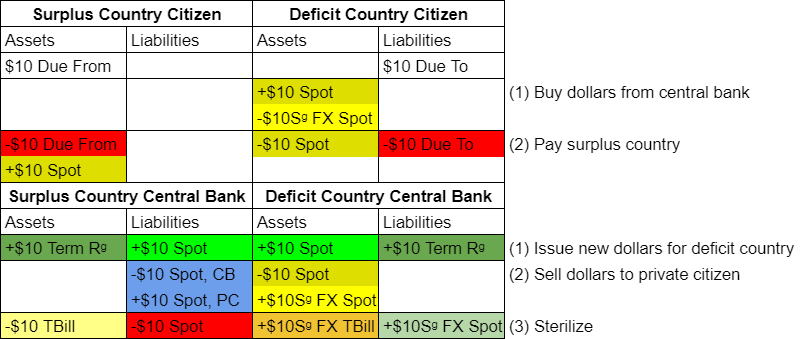 Surplus Country Citizen Deficit Country Citizen
Assets Liabilities Assets Liabilities
$10 Due From $10 Due To
+$10 Spot (1) Buy dollars from central bank
-$10Sᵍ FX Spot
-$10 Due From -$10 Spot -$10 Due To (2) Pay surplus country
+$10 Spot
Surplus Country Central Bank Deficit Country Central Bank
Assets Liabilities Assets Liabilities
+$10 Term Rᵍ +$10 Spot +$10 Spot +$10 Term Rᵍ (1) Issue new dollars for deficit country
-$10 Spot, CB -$10 Spot (2) Sell dollars to private citizen
+$10 Spot, PC +$10Sᵍ FX Spot
-$10 TBill -$10 Spot +$10Sᵍ FX TBill +$10Sᵍ FX Spot (3) Sterilize